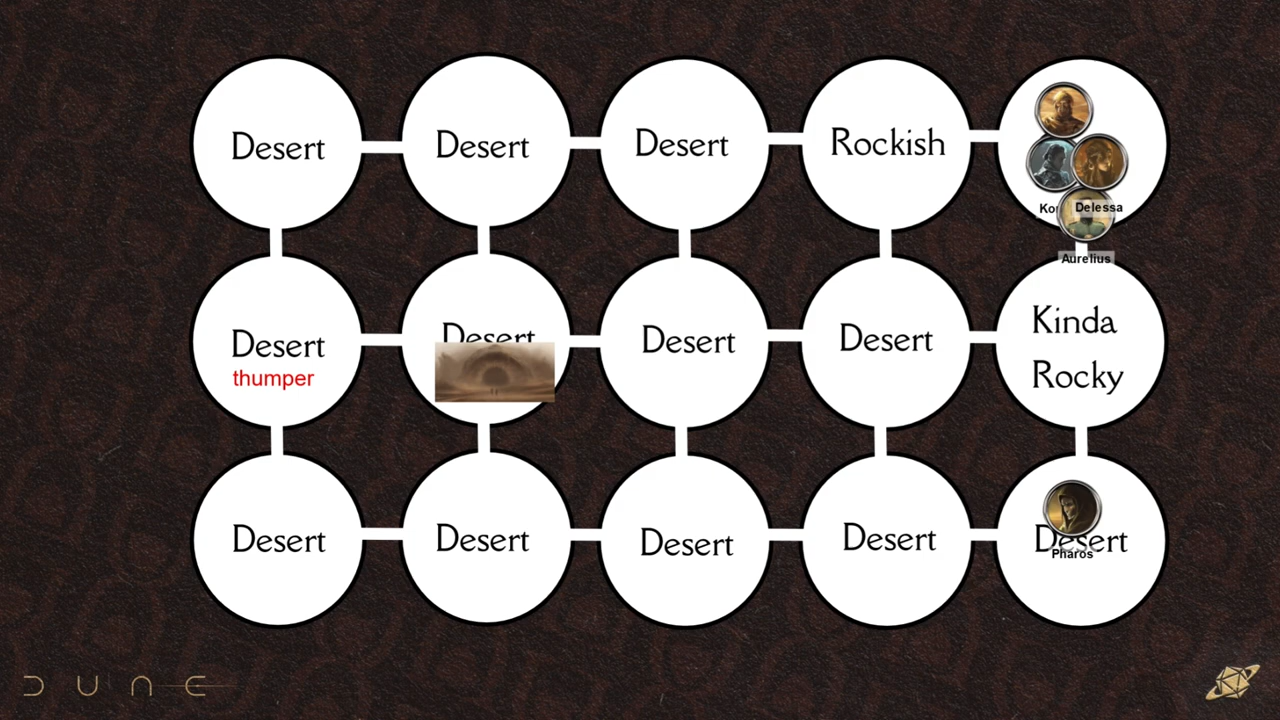 Desert
Desert
Desert
Rockish
Delessa
Aurelius
Desert
thumper
Desert
Desert
Desert
Kinda
Rocky
Desert
Desert
Desert
Desert
Desert
Pharos
DUNE